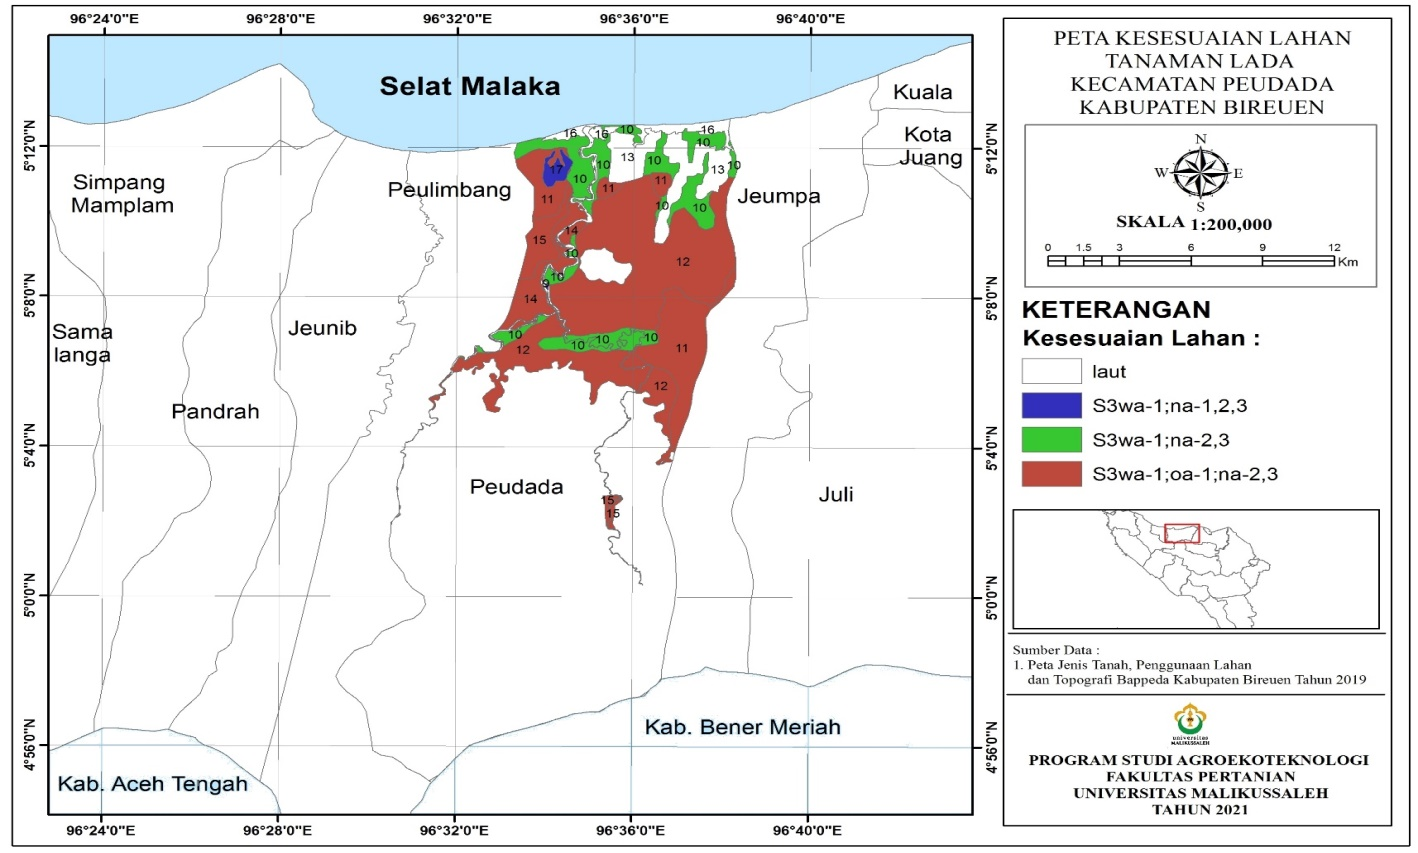 96°24'0"E
96°28'0"E
96°32'0"E
96°36'0"E
96°40'0"E
5°12'0"N
5°8'0"N
5°4'0"N
5°0'0"N
4°56'0"N
Selat Malaka
Kuala
Kota
Juang
Simpang
Mamplam
Peulimbang
Jeumpa
Sama
langa
Jeunib
Pandrah
Peudada
Juli
Kab. Bener Meriah
Kab. Aceh Tengah
16
16
10
16
10
17
10
10
13
10
13
10
11
11
11
10
10
15
14
10
12
10
9
14
10
12
10
10
10
11
12
15
15
5°12'0"N
5°8'0"N
5°4'0"N
5°0'0"N
4°56'0"N
96°24'0"E
96°28'0"E
96°32'0"E
96°36'0"E
96°40'0"E
PETA KESESUAIAN LAHAN
TANAMAN LADA
KECAMATAN PEUDADA
KABUPATEN BIREUEN
N
W E
S
SKALA 1:200,000
0 1.5 3 6 9 12
Km
KETERANGAN
Kesesuaian Lahan :
laut
S3wa-1;na-1,2,3
S3wa-1;na-2,3
S3wa-1;oa-1;na-2,3
Sumber Data :
1. Peta Jenis Tanah, Penggunaan Lahan
dan Topografi Bappeda Kabupaten Bireuen Tahun 2019
universitas
MALIKUSSALEH
PROGRAM STUDI AGROEKOTEKNOLOGI
FAKULTAS PERTANIAN
UNIVERSITAS MALIKUSSALEH
TAHUN 2021